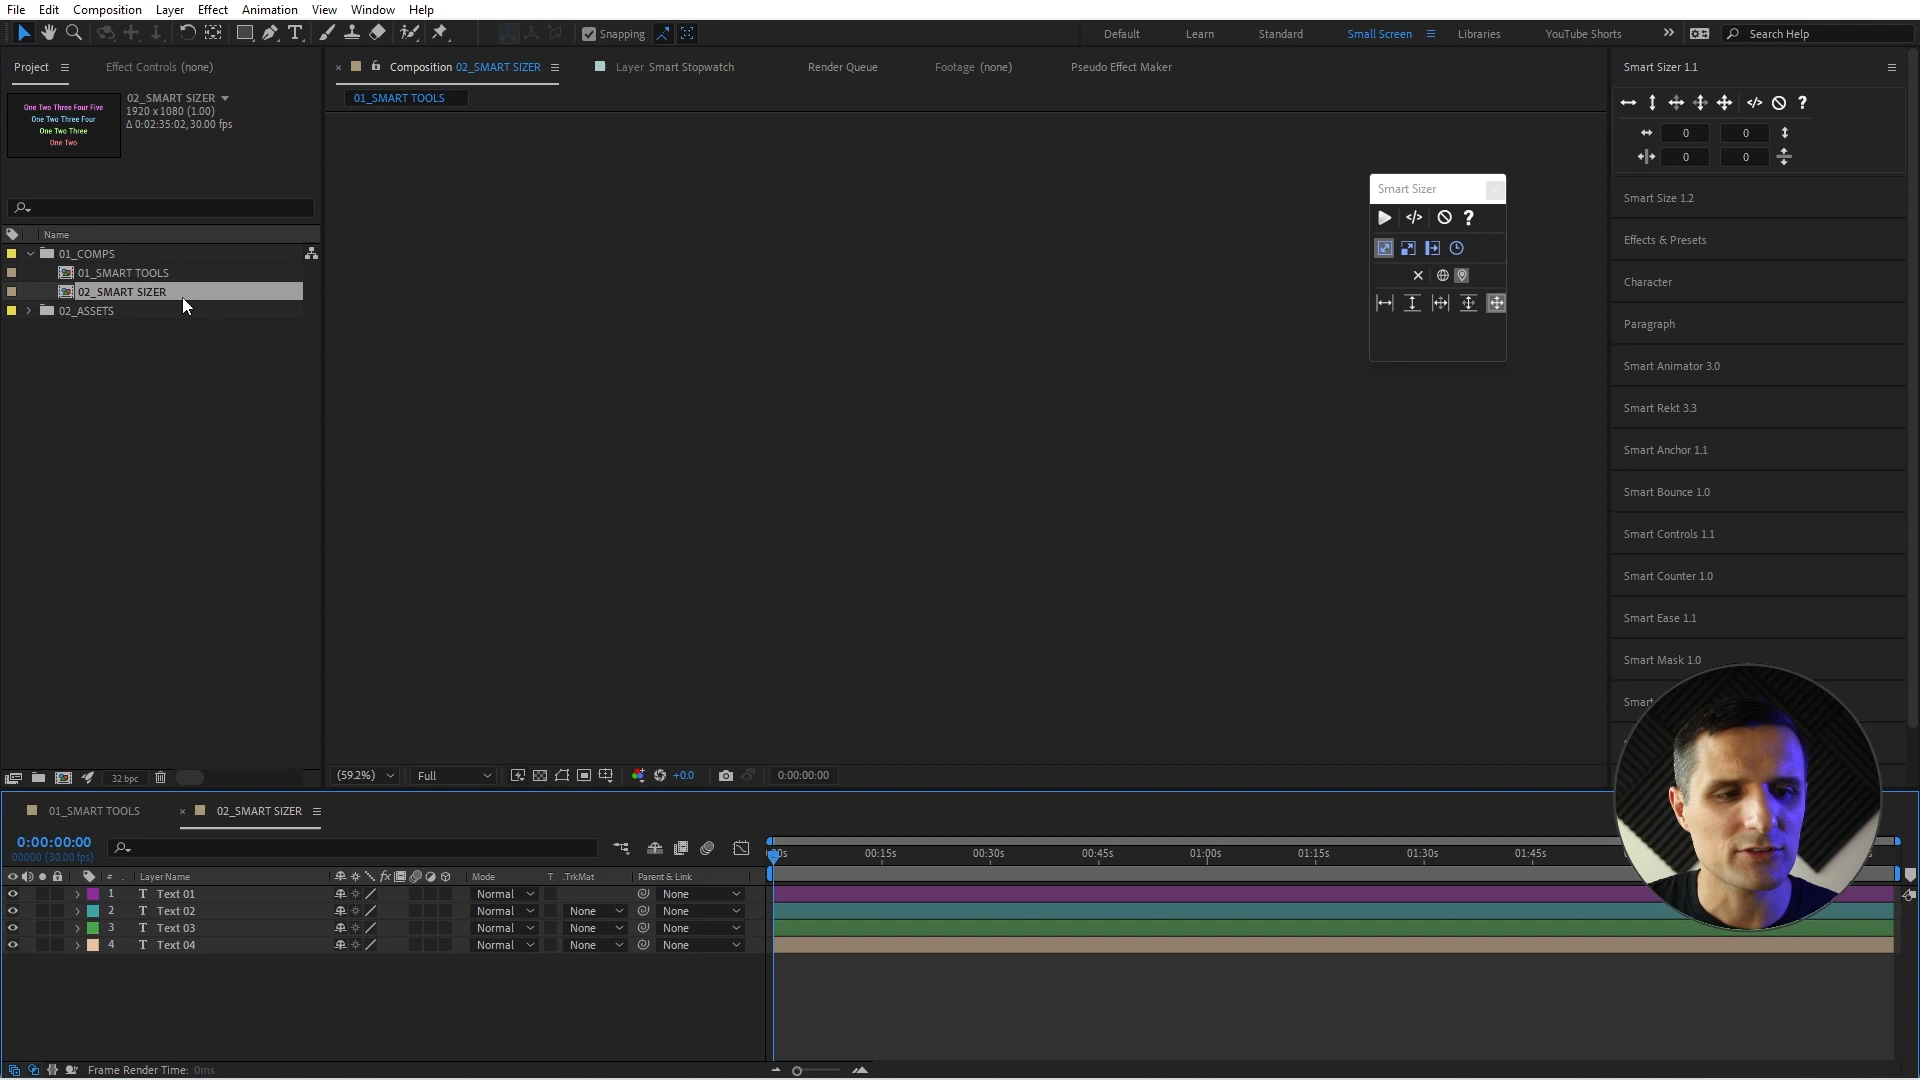 File Edit Composition Layer Effect Animation View Window Help
Snapping
Default Learn Standard Small Screen Libraries YouTube Shorts Search Help
Project Effect Controls (none)
Composition 02_SMART SIZER Layer Smart Stopwatch Render Queue Footage (none) Pseudo Effect Maker
Smart Sizer 1.1
01_SMART TOOLS
One Two Three Four Five
One Two Three Four
One Two Three
One Two
02_SMART SIZER
1920 x 1080 (1.00)
Δ 0:02:35:02, 30.00 fps
0 0
0 0
Smart Sizer
Smart Size 1.2
Effects & Presets
Character
Paragraph
Smart Animator 3.0
Smart Rekt 3.3
Smart Anchor 1.1
Smart Bounce 1.0
Smart Controls 1.1
Smart Counter 1.0
Smart Ease 1.1
Smart Mask 1.0
Smart
Name
01_COMPS
01_SMART TOOLS
02_SMART SIZER
02_ASSETS
32 bpc
(59.2%) Full +0.0 0:00:00:00
01_SMART TOOLS 02_SMART SIZER
0:00:00:00
00000 (30.00 fps)
00:15s 00:30s 00:45s 01:00s 01:15s 01:30s 01:45s
# Layer Name fx Mode T .TrkMat Parent & Link
1 T Text 01 Normal None
2 T Text 02 Normal None None
3 T Text 03 Normal None None
4 T Text 04 Normal None None
Frame Render Time: 0ms